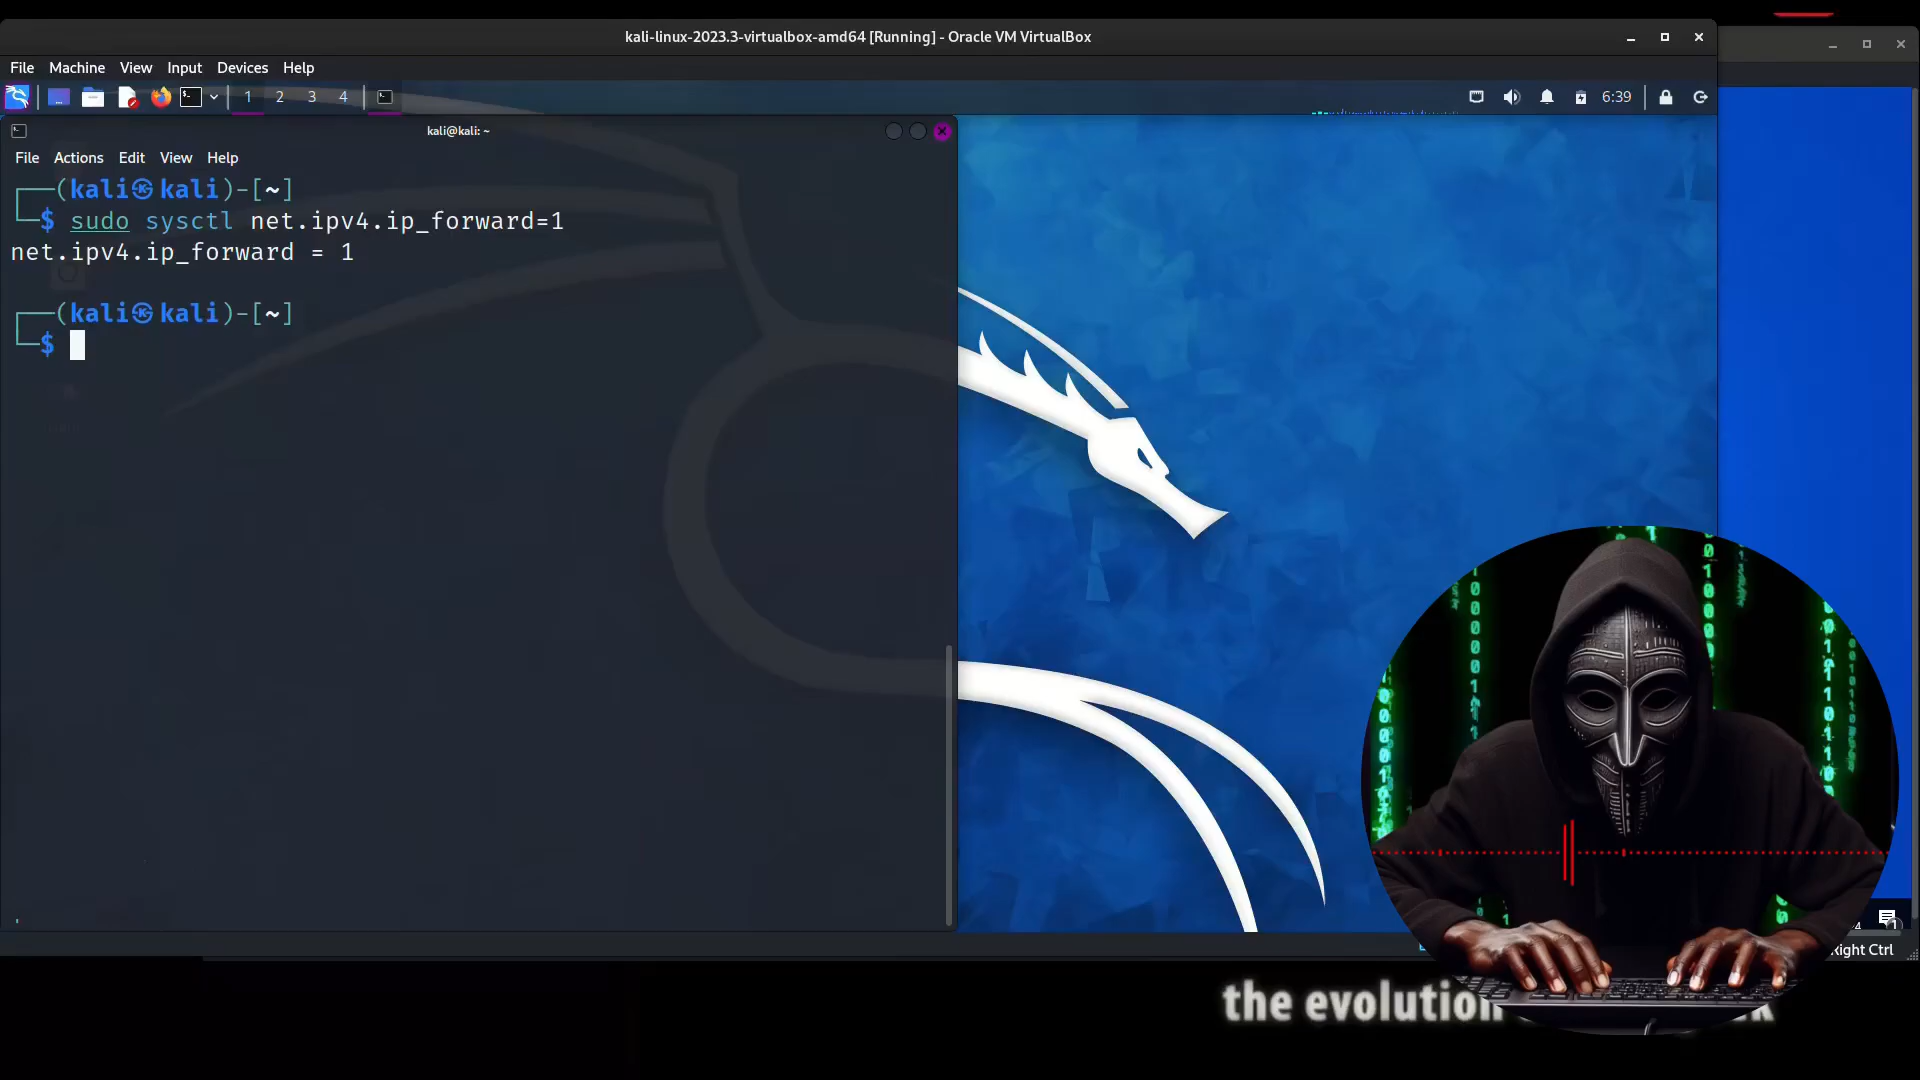 kali-linux-2023.3-virtualbox-amd64 [Running] - Oracle VM VirtualBox
File Machine View Input Devices Help
1 2 3 4 6:39
kali@kali: ~
File Actions Edit View Help
(kali㉿kali)-[~]
$ sudo sysctl net.ipv4.ip_forward=1
net.ipv4.ip_forward = 1
(kali㉿kali)-[~]
$
Right Ctrl
the evolution